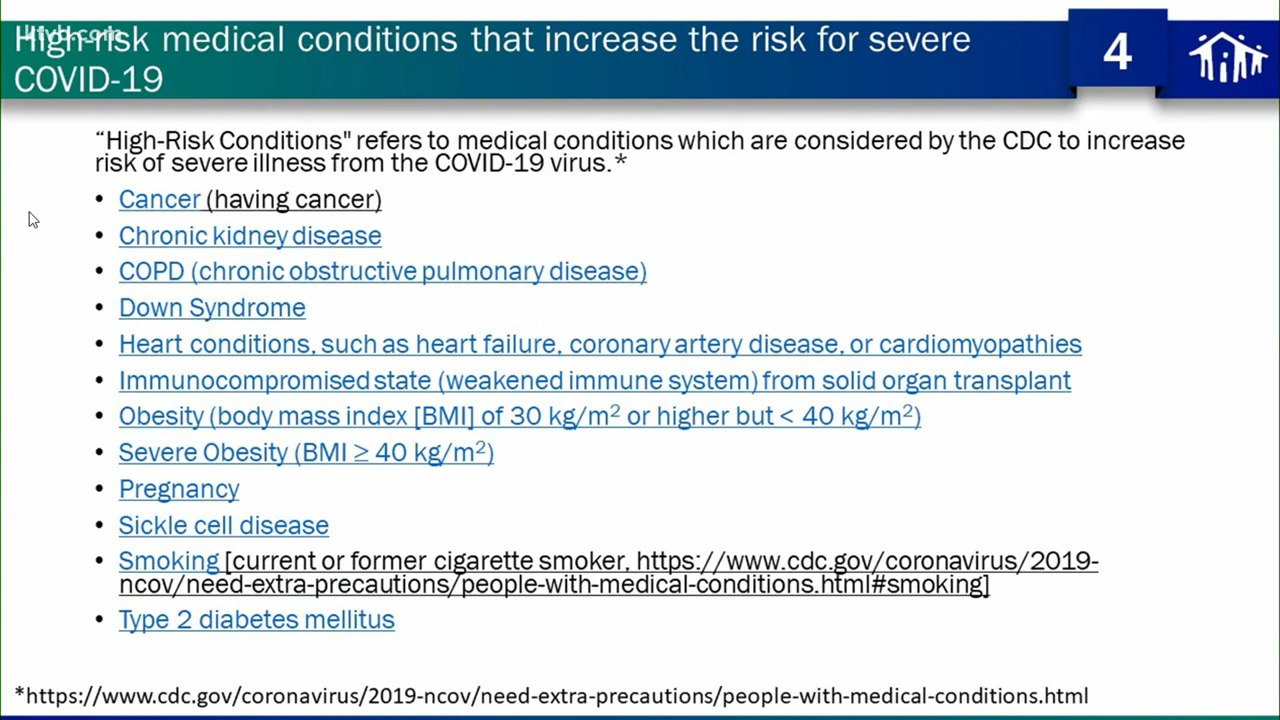 ktvb.com
High-risk medical conditions that increase the risk for severe
COVID-19
4
“High-Risk Conditions" refers to medical conditions which are considered by the CDC to increase
risk of severe illness from the COVID-19 virus.*
• Cancer (having cancer)
• Chronic kidney disease
• COPD (chronic obstructive pulmonary disease)
• Down Syndrome
• Heart conditions, such as heart failure, coronary artery disease, or cardiomyopathies
• Immunocompromised state (weakened immune system) from solid organ transplant
• Obesity (body mass index [BMI] of 30 kg/m² or higher but < 40 kg/m²)
• Severe Obesity (BMI ≥ 40 kg/m²)
• Pregnancy
• Sickle cell disease
• Smoking [current or former cigarette smoker, https://www.cdc.gov/coronavirus/2019-
ncov/need-extra-precautions/people-with-medical-conditions.html#smoking]
• Type 2 diabetes mellitus
*https://www.cdc.gov/coronavirus/2019-ncov/need-extra-precautions/people-with-medical-conditions.html